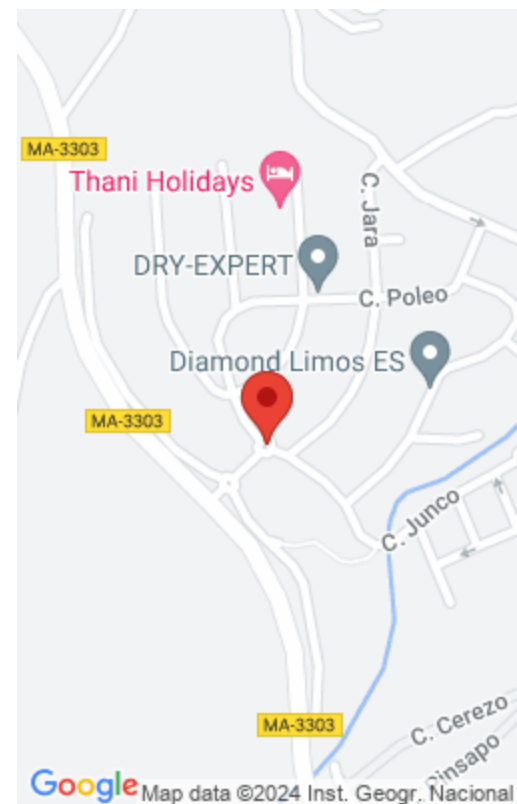 MA-3303
Thani Holidays
C. Jara
DRY-EXPERT
C. Poleo
Diamond Limos ES
MA-3303
C. Junco
MA-3303
C. Cerezo
Pinsapo
Google Map data ©2024 Inst. Geogr. Nacional